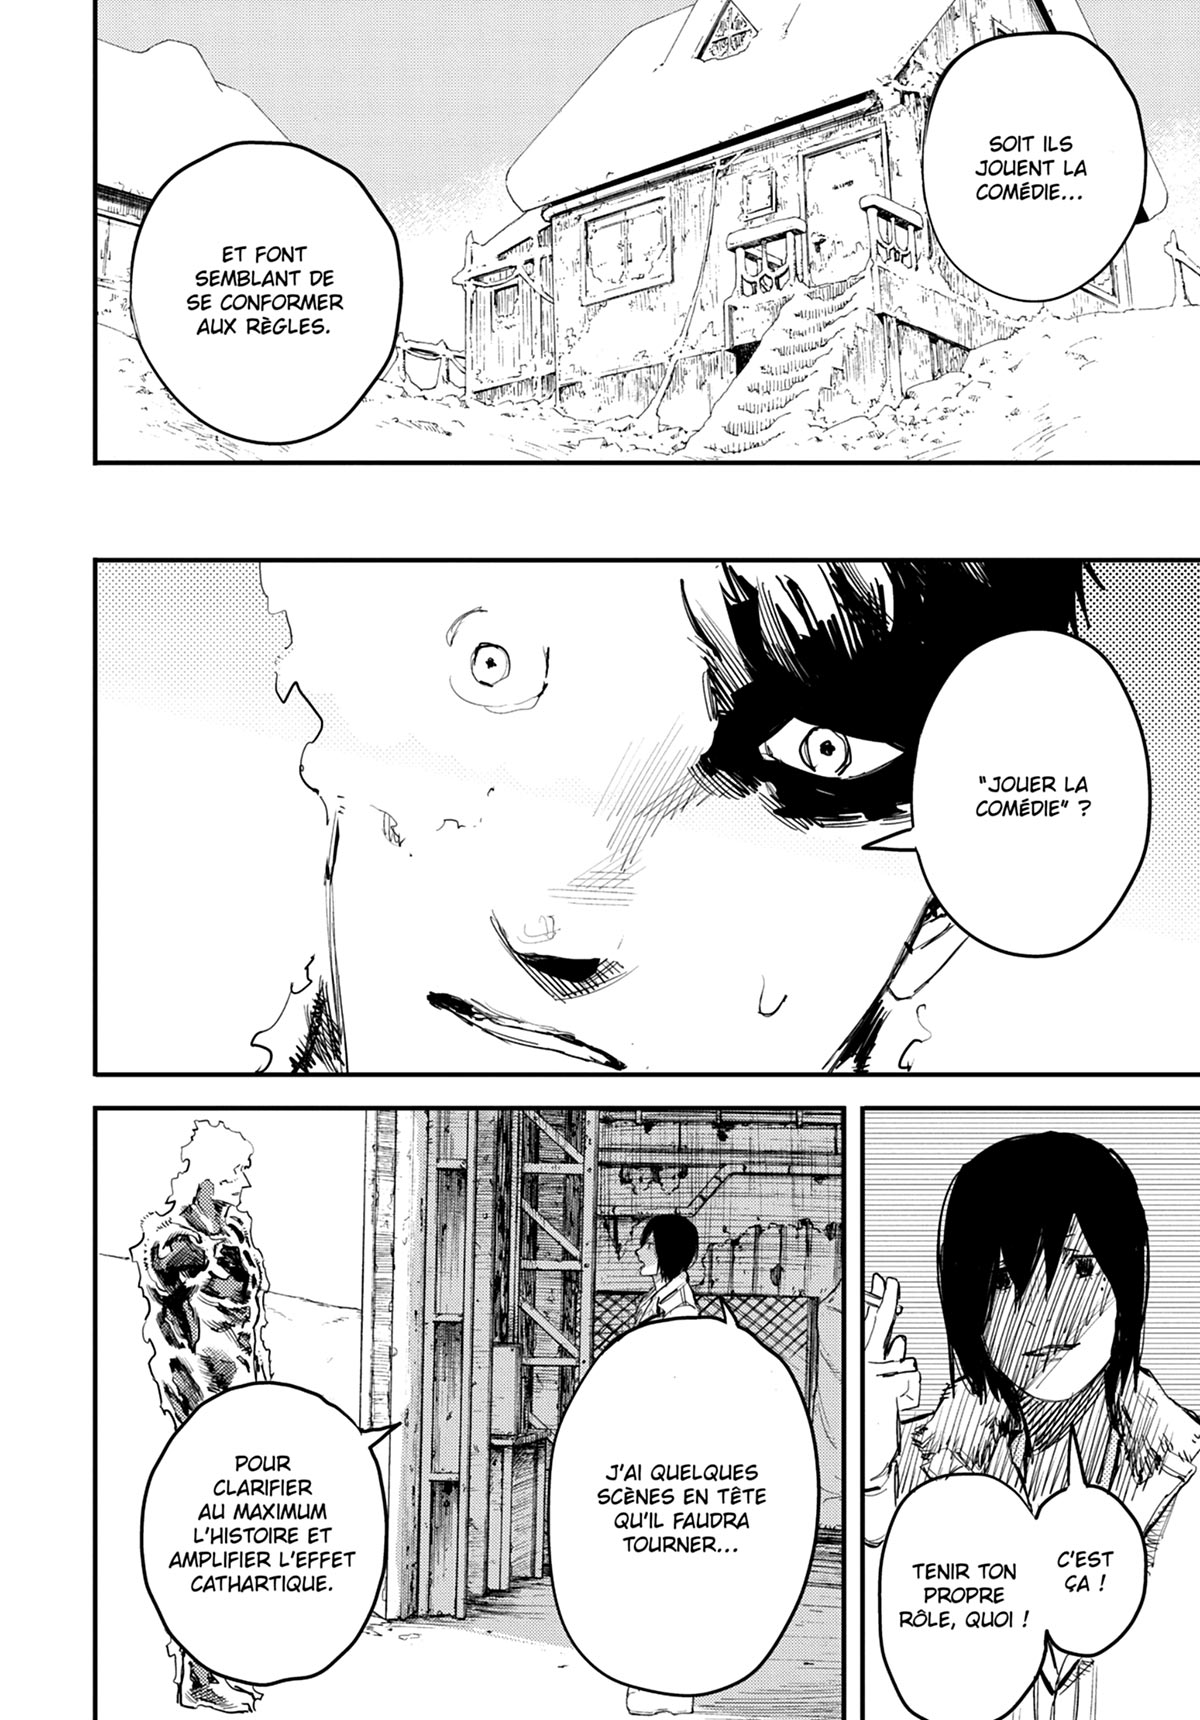 SOIT ILS
JOUENT LA
COMÉDIE...
ET FONT
SEMBLANT DE
SE CONFORMER
AUX RÈGLES.
"JOUER LA
COMÉDIE" ?
C'EST
ÇA !
TENIR TON
PROPRE
RÔLE, QUOI !
J'AI QUELQUES
SCÈNES EN TÊTE
QU'IL FAUDRA
TOURNER...
POUR
CLARIFIER
AU MAXIMUM
L'HISTOIRE ET
AMPLIFIER L'EFFET
CATHARTIQUE.